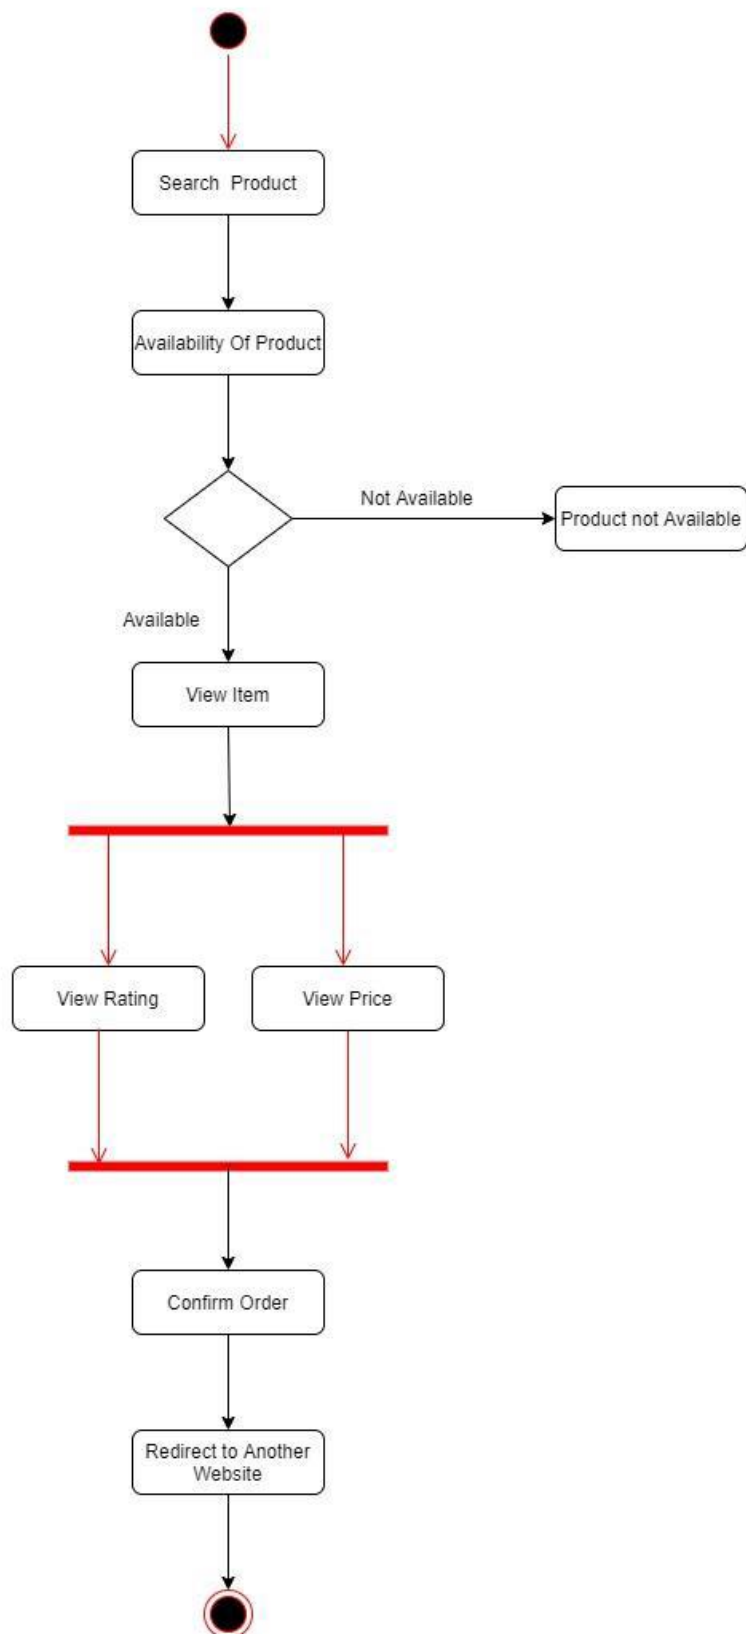 Search  Product
Availability Of Product
Not Available
Product not Available
Available
View Item
View Rating
View Price
Confirm Order
Redirect to Another
Website